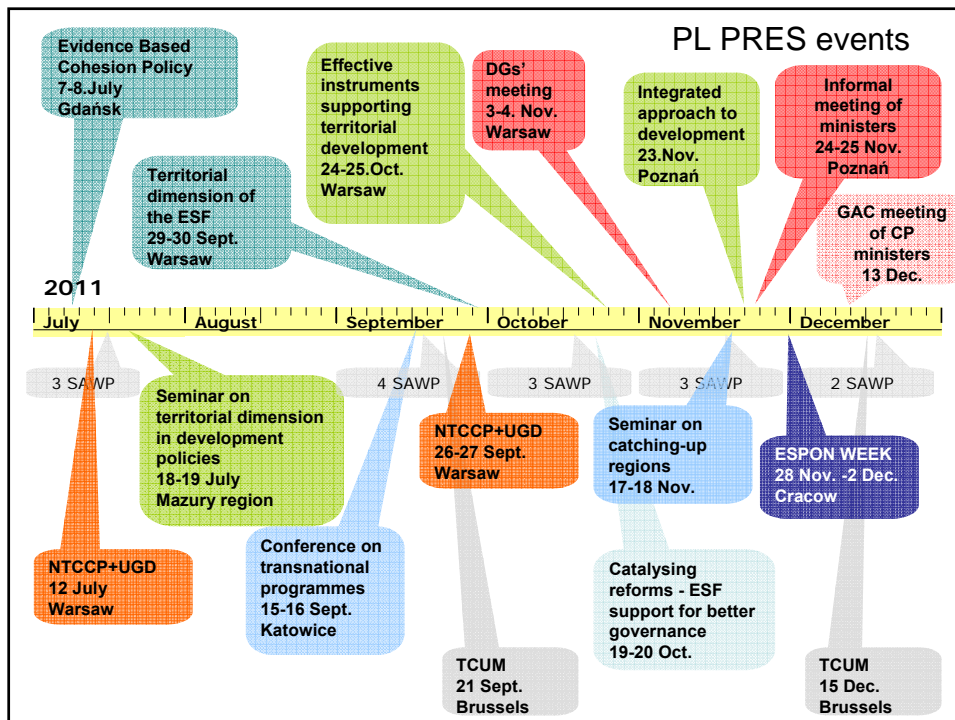 PL PRES events
Evidence Based
Cohesion Policy
7-8.July
Gdańsk
Territorial
dimension of
the ESF
29-30 Sept.
Warsaw
Effective
instruments
supporting
territorial
development
24-25.Oct.
Warsaw
DGs'
meeting
3-4. Nov.
Warsaw
Integrated
approach to
development
23.Nov.
Poznań
Informal
meeting of
ministers
24-25 Nov.
Poznań
GAC meeting
of CP
ministers
13 Dec.
2011
July August September October November December
3 SAWP 4 SAWP 3 SAWP 3 SAWP 2 SAWP
Seminar on
territorial dimension
in development
policies
18-19 July
Mazury region
NTCCP+UGD
26-27 Sept.
Warsaw
Seminar on
catching-up
regions
17-18 Nov.
ESPON WEEK
28 Nov. -2 Dec.
Cracow
NTCCP+UGD
12 July
Warsaw
Conference on
transnational
programmes
15-16 Sept.
Katowice
Catalysing
reforms - ESF
support for better
governance
19-20 Oct.
TCUM
21 Sept.
Brussels
TCUM
15 Dec.
Brussels